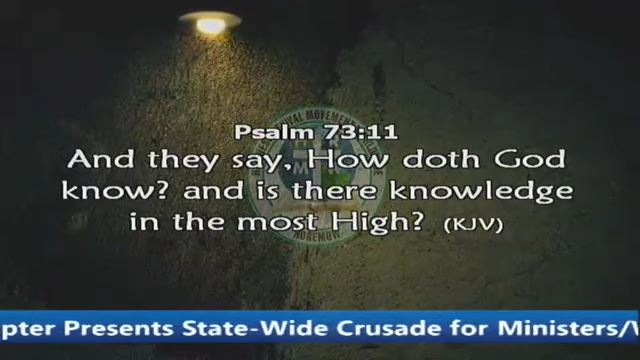 Psalm 73:11
And they say, How doth God
know? and is there knowledge
in the most High? (KJV)
pter Presents State-Wide Crusade for Ministers/